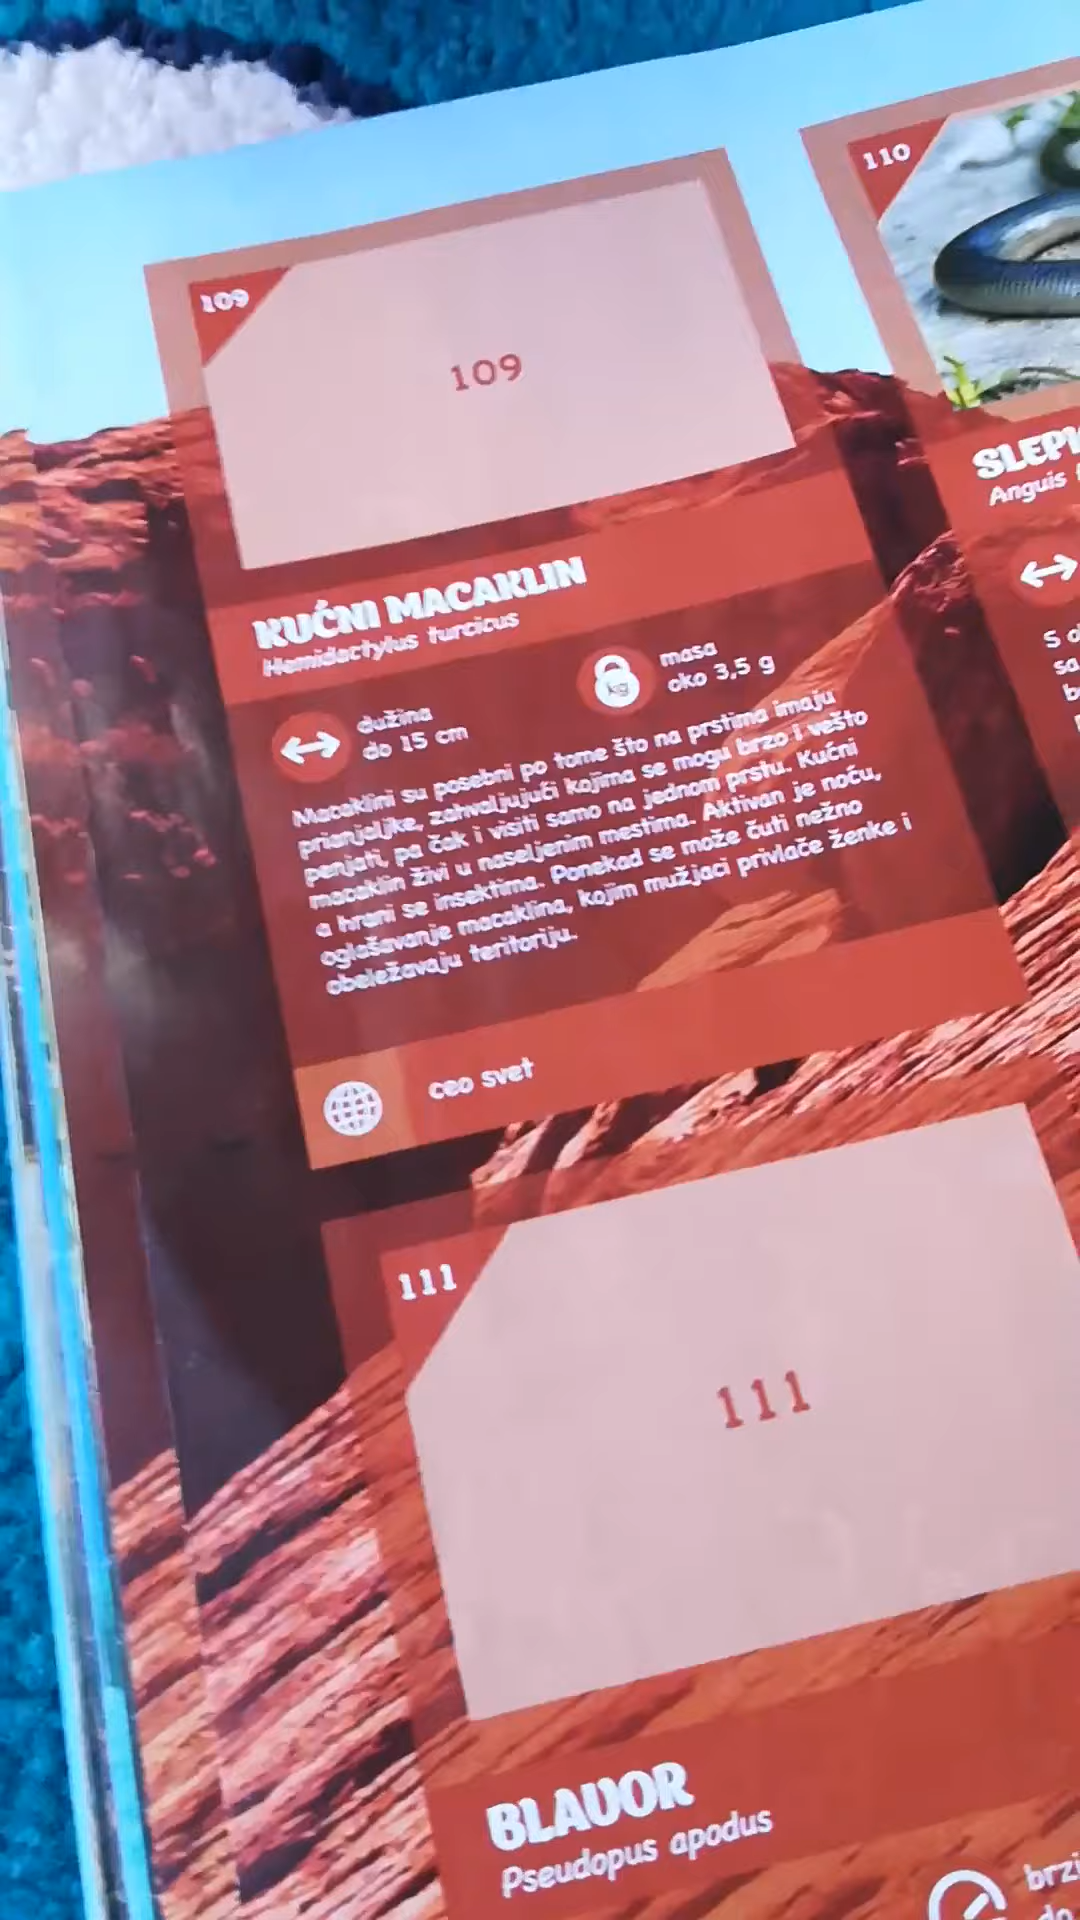 109
109
KUĆNI MACAKLIN
Hemidactylus turcicus
dužina
do 15 cm
kg
masa
oko 3,5 g
Macaklini su posebni po tome što na prstima imaju
prianjaljke, zahvaljujući kojima se mogu brzo i vešto
penjati, pa čak i visiti samo na jednom prstu. Kućni
macaklin živi u naseljenim mestima. Aktivan je noću,
a hrani se insektima. Ponekad se može čuti nežno
oglašavanje macaklina, kojim mužjaci privlače ženke i
obeležavaju teritoriju.
ceo svet
110
Anguis
111
111
BLAVOR
Pseudopus apodus
do